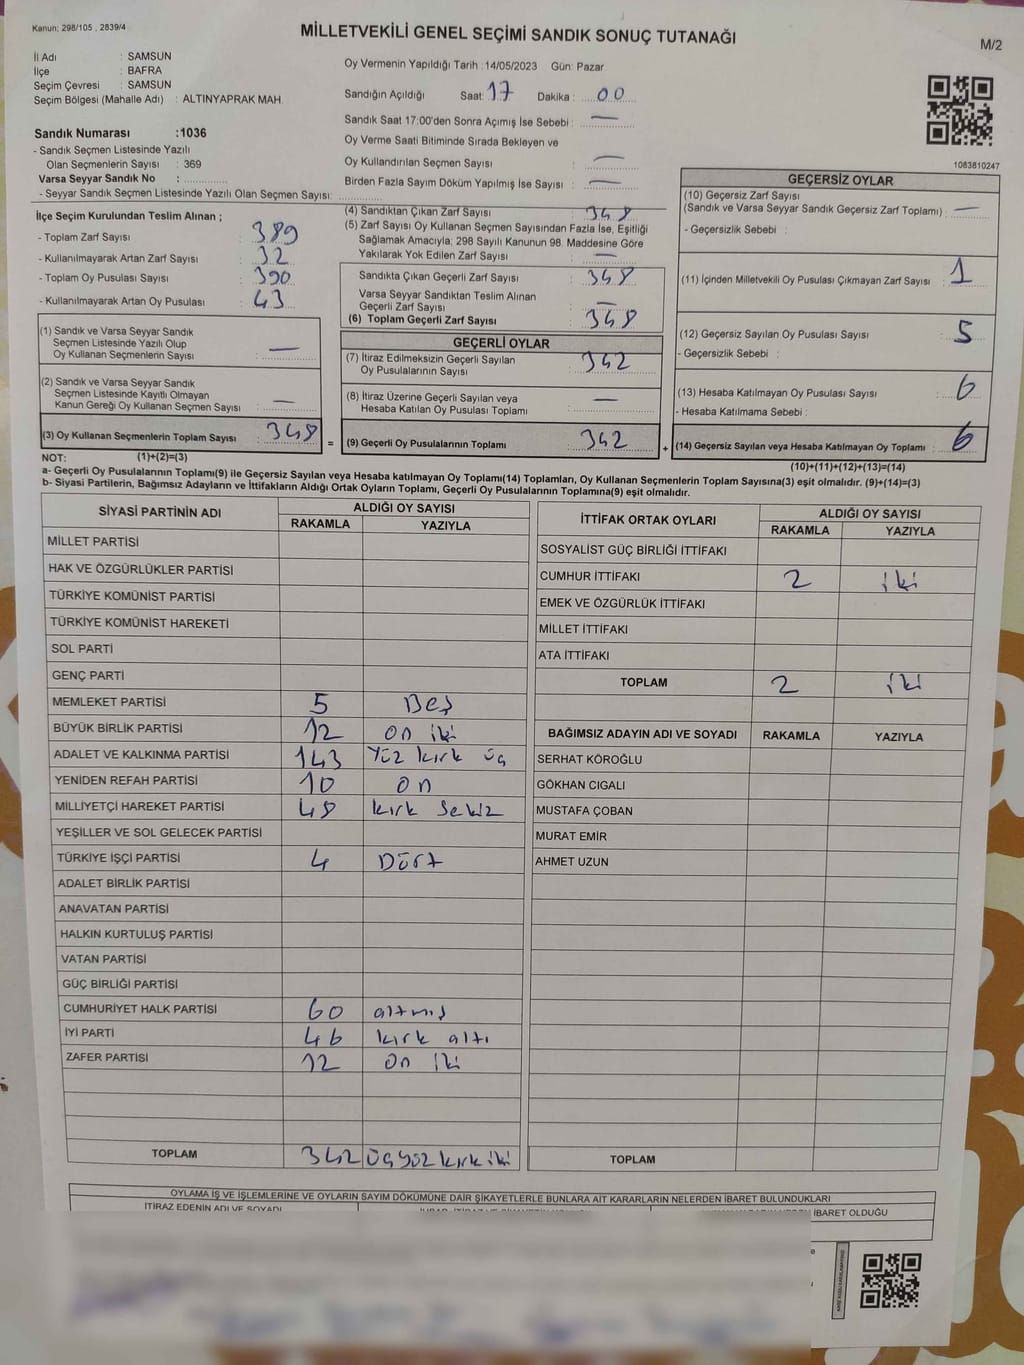 Kanun: 298/105 , 2839/4
MİLLETVEKİLİ GENEL SEÇİMİ SANDIK SONUÇ TUTANAĞI
M/2
İl Adı : SAMSUN
İlçe : BAFRA
Seçim Çevresi : SAMSUN
Seçim Bölgesi (Mahalle Adı) : ALTINYAPRAK MAH.
Oy Vermenin Yapıldığı Tarih :14/05/2023 Gün: Pazar
Sandığın Açıldığı Saat: 17 Dakika : 00
Sandık Saat 17:00'den Sonra Açımış İse Sebebi : —
Oy Verme Saati Bitiminde Sırada Bekleyen ve
Oy Kullandırılan Seçmen Sayısı : —
Birden Fazla Sayım Döküm Yapılmış İse Sayısı : —
1083810247
Sandık Numarası :1036
- Sandık Seçmen Listesinde Yazılı
Olan Seçmenlerin Sayısı : 369
Varsa Seyyar Sandık No :
- Seyyar Sandık Seçmen Listesinde Yazılı Olan Seçmen Sayısı:
İlçe Seçim Kurulundan Teslim Alınan ;
- Toplam Zarf Sayısı : 389
- Kullanılmayarak Artan Zarf Sayısı : 32
- Toplam Oy Pusulası Sayısı : 390
- Kullanılmayarak Artan Oy Pusulası : 43
(1) Sandık ve Varsa Seyyar Sandık
Seçmen Listesinde Yazılı Olup
Oy Kullanan Seçmenlerin Sayısı : —
(2) Sandık ve Varsa Seyyar Sandık
Seçmen Listesinde Kayıtlı Olmayan
Kanun Gereği Oy Kullanan Seçmen Sayısı : —
(3) Oy Kullanan Seçmenlerin Toplam Sayısı : 348 =
(4) Sandıktan Çıkan Zarf Sayısı : 348
(5) Zarf Sayısı Oy Kullanan Seçmen Sayısından Fazla İse, Eşitliği
Sağlamak Amacıyla, 298 Sayılı Kanunun 98. Maddesine Göre
Yakılarak Yok Edilen Zarf Sayısı : —
Sandıkta Çıkan Geçerli Zarf Sayısı : 348
Varsa Seyyar Sandıktan Teslim Alınan
Geçerli Zarf Sayısı : —
(6) Toplam Geçerli Zarf Sayısı : 348
GEÇERLİ OYLAR
(7) İtiraz Edilmeksizin Geçerli Sayılan
Oy Pusulalarının Sayısı : 342
(8) İtiraz Üzerine Geçerli Sayılan veya
Hesaba Katılan Oy Pusulası Toplamı : —
(9) Geçerli Oy Pusulalarının Toplamı : 342 +
GEÇERSİZ OYLAR
(10) Geçersiz Zarf Sayısı
(Sandık ve Varsa Seyyar Sandık Geçersiz Zarf Toplamı) : —
- Geçersizlik Sebebi :
(11) İçinden Milletvekili Oy Pusulası Çıkmayan Zarf Sayısı : 1
(12) Geçersiz Sayılan Oy Pusulası Sayısı : 5
- Geçersizlik Sebebi :
(13) Hesaba Katılmayan Oy Pusulası Sayısı : 6
- Hesaba Katılmama Sebebi :
(14) Geçersiz Sayılan veya Hesaba Katılmayan Oy Toplamı : 6
NOT: (1)+(2)=(3)
(10)+(11)+(12)+(13)=(14)
a- Geçerli Oy Pusulalarının Toplamı(9) ile Geçersiz Sayılan veya Hesaba katılmayan Oy Toplamı(14) Toplamları, Oy Kullanan Seçmenlerin Toplam Sayısına(3) eşit olmalıdır. (9)+(14)=(3)
b- Siyasi Partilerin, Bağımsız Adayların ve İttifakların Aldığı Ortak Oyların Toplamı, Geçerli Oy Pusulalarının Toplamına(9) eşit olmalıdır.
SİYASİ PARTİNİN ADI ALDIĞI OY SAYISI
RAKAMLA YAZIYLA
MİLLET PARTİSİ
HAK VE ÖZGÜRLÜKLER PARTİSİ
TÜRKİYE KOMÜNİST PARTİSİ
TÜRKİYE KOMÜNİST HAREKETİ
SOL PARTİ
GENÇ PARTİ
MEMLEKET PARTİSİ 5 Beş
BÜYÜK BİRLİK PARTİSİ 12 on iki
ADALET VE KALKINMA PARTİSİ 143 Yüz kırk üç
YENİDEN REFAH PARTİSİ 10 on
MİLLİYETÇİ HAREKET PARTİSİ 48 kırk sekiz
YEŞİLLER VE SOL GELECEK PARTİSİ
TÜRKİYE İŞÇİ PARTİSİ 4 Dört
ADALET BİRLİK PARTİSİ
ANAVATAN PARTİSİ
HALKIN KURTULUŞ PARTİSİ
VATAN PARTİSİ
GÜÇ BİRLİĞİ PARTİSİ
CUMHURİYET HALK PARTİSİ 60 altmış
İYİ PARTİ 46 kırk altı
ZAFER PARTİSİ 12 on iki
TOPLAM 342 üçyüz kırk iki
İTTİFAK ORTAK OYLARI ALDIĞI OY SAYISI
RAKAMLA YAZIYLA
SOSYALİST GÜÇ BİRLİĞİ İTTİFAKI
CUMHUR İTTİFAKI 2 iki
EMEK VE ÖZGÜRLÜK İTTİFAKI
MİLLET İTTİFAKI
ATA İTTİFAKI
TOPLAM 2 iki
BAĞIMSIZ ADAYIN ADI VE SOYADI RAKAMLA YAZIYLA
SERHAT KÖROĞLU
GÖKHAN CIGALI
MUSTAFA ÇOBAN
MURAT EMİR
AHMET UZUN
TOPLAM
OYLAMA İŞ VE İŞLEMLERİNE VE OYLARIN SAYIM DÖKÜMÜNE DAİR ŞİKAYETLERLE BUNLARA AİT KARARLARIN NELERDEN İBARET BULUNDUKLARI
İTİRAZ EDENİN ADI VE SOYADI
İBARET OLDUĞU